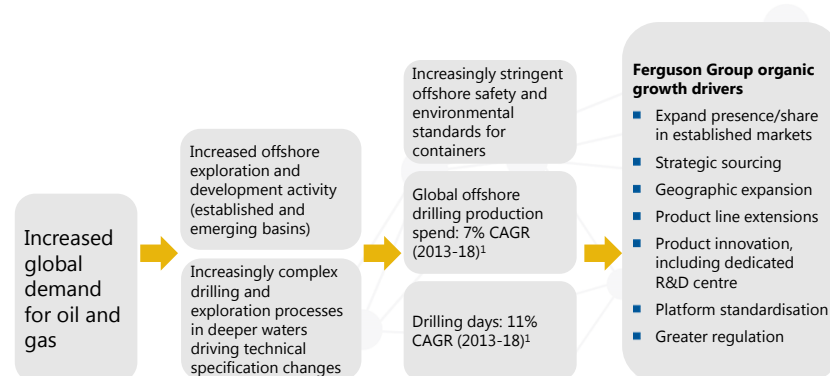 Increased
global
demand
for oil and
gas
Increased offshore
exploration and
development activity
(established and
emerging basins)
Increasingly complex
drilling and
exploration processes
in deeper waters
driving technical
specification changes
Increasingly stringent
offshore safety and
environmental
standards for
containers
Global offshore
drilling production
spend: 7% CAGR
(2013-18)¹
Drilling days: 11%
CAGR (2013-18)¹
Ferguson Group organic
growth drivers
Expand presence/share
in established markets
Strategic sourcing
Geographic expansion
Product line extensions
Product innovation,
including dedicated
R&D centre
Platform standardisation
Greater regulation